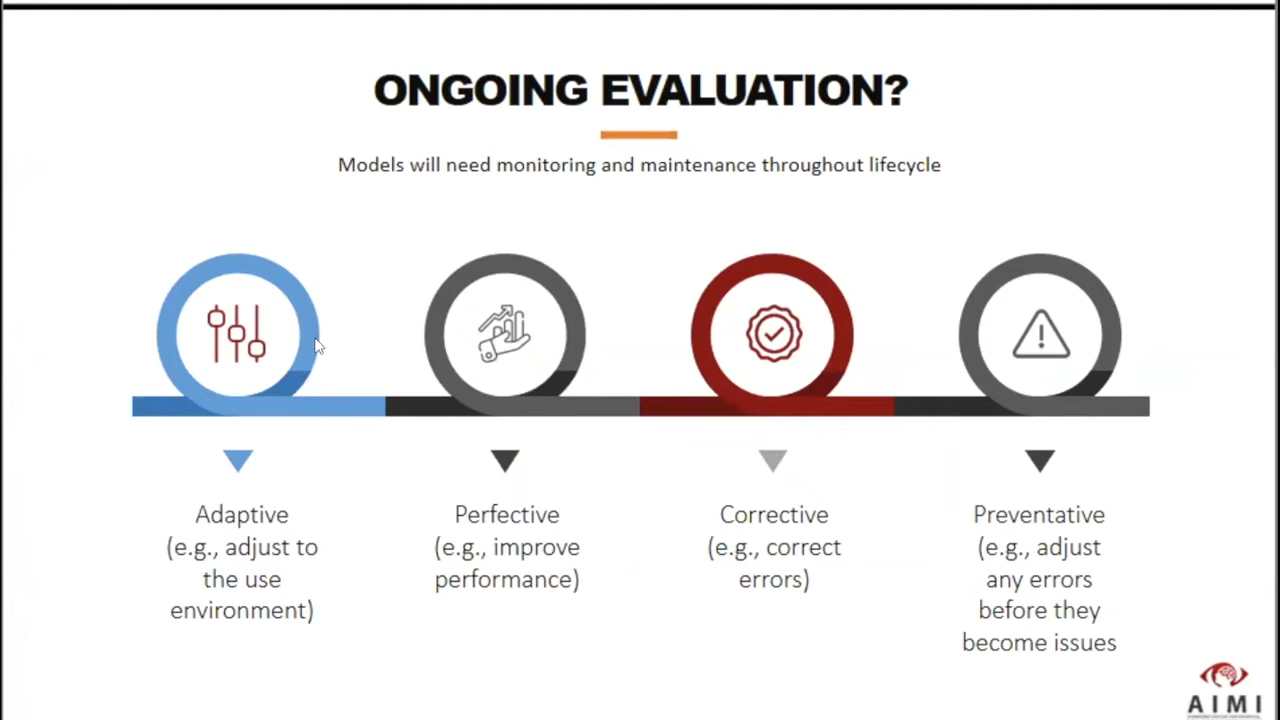 ONGOING EVALUATION?
Models will need monitoring and maintenance throughout lifecycle
Adaptive
(e.g., adjust to
the use
environment)
Perfective
(e.g., improve
performance)
Corrective
(e.g., correct
errors)
Preventative
(e.g., adjust
any errors
before they
become issues
AIMI